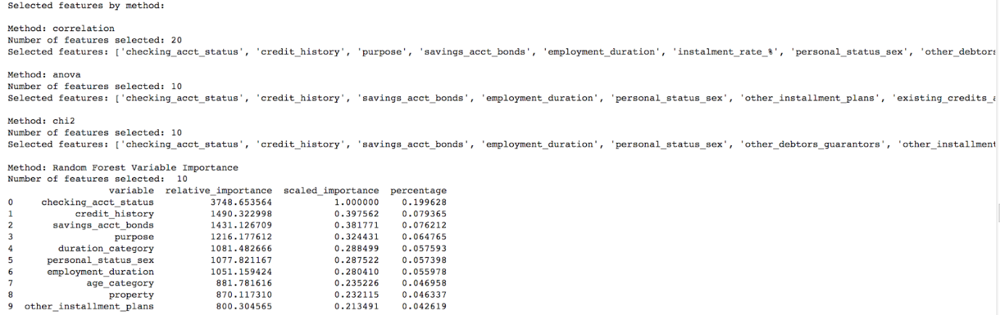 Selected features by method:
Method: correlation
Number of features selected: 20
Selected features: ['checking_acct_status', 'credit_history', 'purpose', 'savings_acct_bonds', 'employment_duration', 'instalment_rate_%', 'personal_status_sex', 'other_debtors
Method: anova
Number of features selected: 10
Selected features: ['checking_acct_status', 'credit_history', 'savings_acct_bonds', 'employment_duration', 'personal_status_sex', 'other_installment_plans', 'existing_credits_a
Method: chi2
Number of features selected: 10
Selected features: ['checking_acct_status', 'credit_history', 'savings_acct_bonds', 'employment_duration', 'personal_status_sex', 'other_debtors_guarantors', 'other_installment
Method: Random Forest Variable Importance
Number of features selected:  10
variable relative_importance scaled_importance percentage
0 checking_acct_status 3748.653564 1.000000 0.199628
1 credit_history 1490.322998 0.397562 0.079365
2 savings_acct_bonds 1431.126709 0.381771 0.076212
3 purpose 1216.177612 0.324431 0.064765
4 duration_category 1081.482666 0.288499 0.057593
5 personal_status_sex 1077.821167 0.287522 0.057398
6 employment_duration 1051.159424 0.280410 0.055978
7 age_category 881.781616 0.235226 0.046958
8 property 870.117310 0.232115 0.046337
9 other_installment_plans 800.304565 0.213491 0.042619